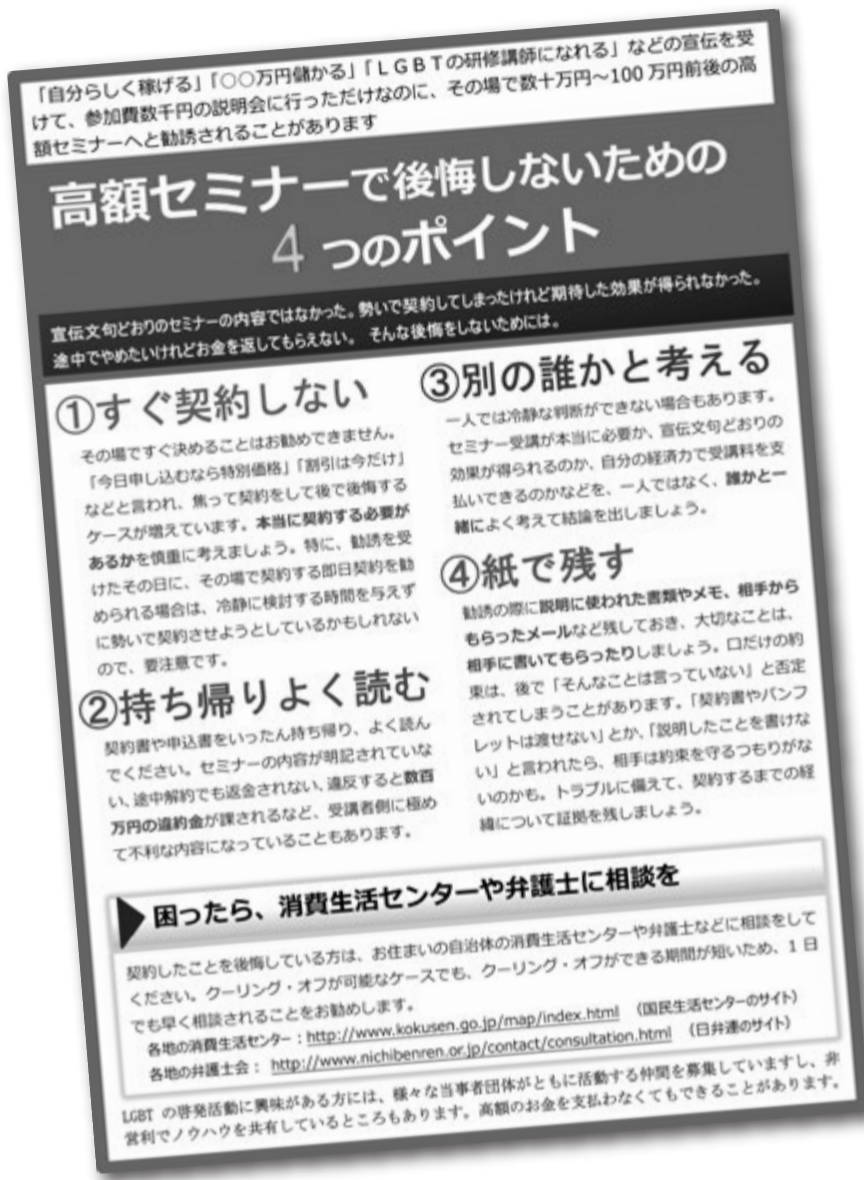 「自分らしく稼げる」「○○万円儲かる」「ＬＧＢＴの研修講師になれる」などの宣伝を受
けて、参加費数千円の説明会に行っただけなのに、その場で数十万円～100万円前後の高
額セミナーへと勧誘されることがあります
高額セミナーで後悔しないための
4つのポイント
宣伝文句どおりのセミナーの内容ではなかった。勢いで契約してしまったけれど期待した効果が得られなかった。
途中でやめたいけれどお金を返してもらえない。 そんな後悔をしないためには。
①すぐ契約しない
その場ですぐ決めることはお勧めできません。
「今日申し込むなら特別価格」「割引は今だけ」
などと言われ、焦って契約をして後で後悔する
ケースが増えています。本当に契約する必要が
あるかを慎重に考えましょう。特に、勧誘を受
けたその日に、その場で契約する即日契約を勧
められる場合は、冷静に検討する時間を与えず
に勢いで契約させようとしているかもしれない
ので、要注意です。
②持ち帰りよく読む
契約書や申込書をいったん持ち帰り、よく読ん
でください。セミナーの内容が明記されていな
い、途中解約でも返金されない、違反すると数百
万円の違約金が課されるなど、受講者側に極め
て不利な内容になっていることもあります。
③別の誰かと考える
一人では冷静な判断ができない場合もあります。
セミナー受講が本当に必要か、宣伝文句どおりの
効果が得られるのか、自分の経済力で受講料を支
払いできるのかなどを、一人ではなく、誰かと一
緒によく考えて結論を出しましょう。
④紙で残す
勧誘の際に説明に使われた書類やメモ、相手から
もらったメールなど残しておき、大切なことは、
相手に書いてもらったりしましょう。口だけの約
束は、後で「そんなことは言っていない」と否定
されてしまうことがあります。「契約書やパンフ
レットは渡せない」とか、「説明したことを書けな
い」と言われたら、相手は約束を守るつもりがな
いのかも。トラブルに備えて、契約するまでの経
緯について証拠を残しましょう。
困ったら、消費生活センターや弁護士に相談を
契約したことを後悔している方は、お住まいの自治体の消費生活センターや弁護士などに相談をして
ください。クーリング・オフが可能なケースでも、クーリング・オフができる期間が短いため、1日
でも早く相談されることをお勧めします。
各地の消費生活センター：http://www.kokusen.go.jp/map/index.html （国民生活センターのサイト）
各地の弁護士会： http://www.nichibenren.or.jp/contact/consultation.html （日弁連のサイト）
LGBT の啓発活動に興味がある方には、様々な当事者団体がともに活動する仲間を募集していますし、非
営利でノウハウを共有しているところもあります。高額のお金を支払わなくてもできることがあります。